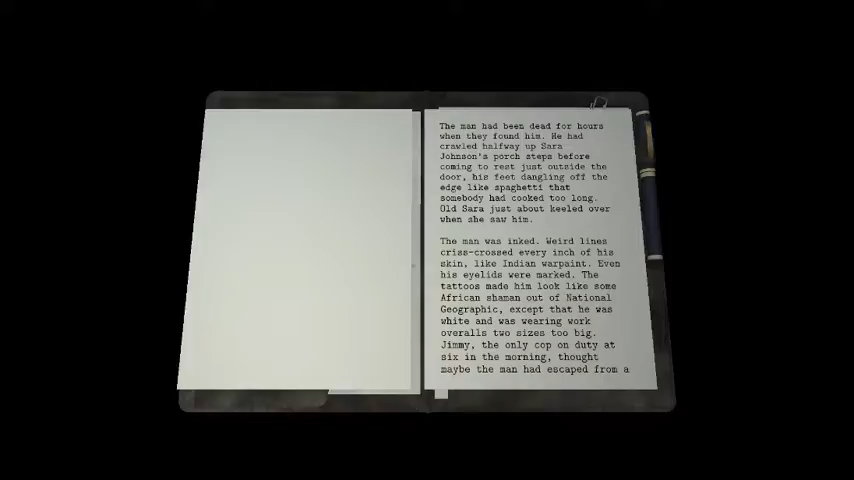 The man had been dead for hours
when they found him. He had
crawled halfway up Sara
Johnson's porch steps before
coming to rest just outside the
door, his feet dangling off the
edge like spaghetti that
somebody had cooked too long.
Old Sara just about keeled over
when she saw him.
The man was inked. Weird lines
criss-crossed every inch of his
skin, like Indian warpaint. Even
his eyelids were marked. The
tattoos made him look like some
African shaman out of National
Geographic, except that he was
white and was wearing work
overalls two sizes too big.
Jimmy, the only cop on duty at
six in the morning, thought
maybe the man had escaped from a